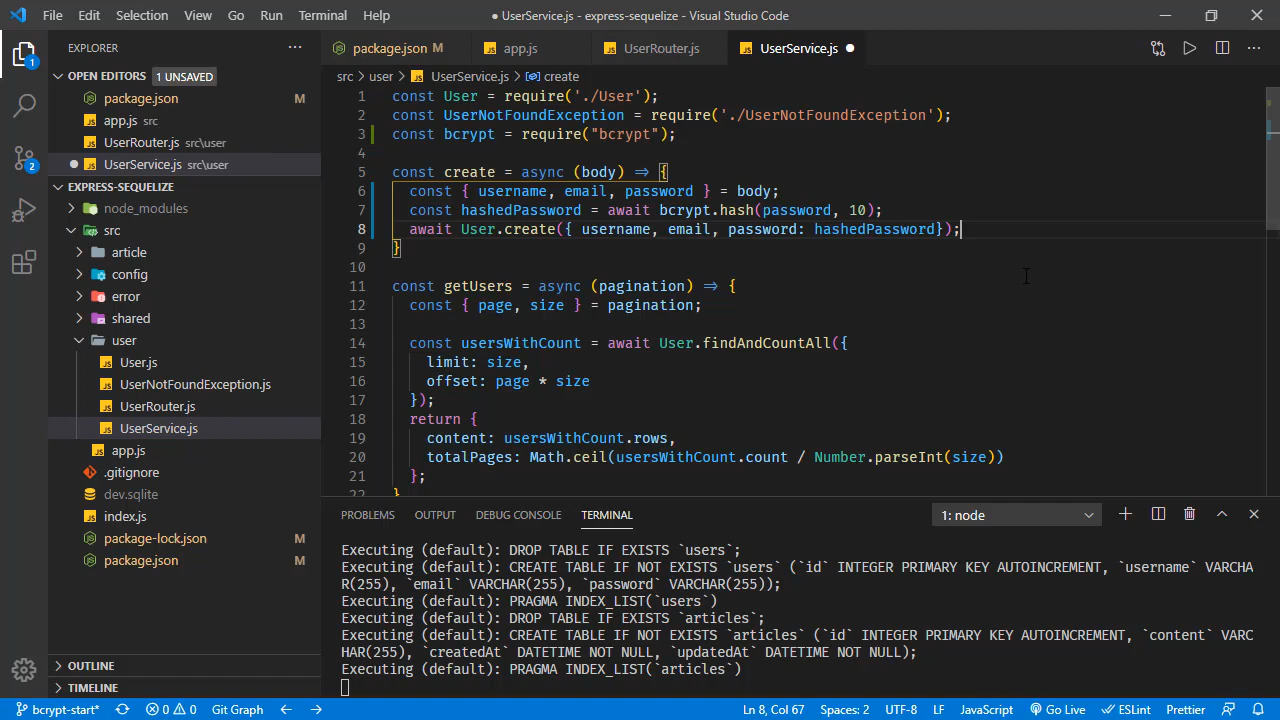 File Edit Selection View Go Run Terminal Help ● UserService.js - express-sequelize - Visual Studio Code
EXPLORER
OPEN EDITORS 1 UNSAVED
package.json M
app.js src
UserRouter.js src\user
UserService.js src\user
EXPRESS-SEQUELIZE
node_modules
src
article
config
error
shared
user
User.js
UserNotFoundException.js
UserRouter.js
UserService.js
app.js
.gitignore
dev.sqlite
index.js
package-lock.json M
package.json M
OUTLINE
TIMELINE
1
2
package.json M app.js UserRouter.js UserService.js
src > user > UserService.js > create
1 const User = require('./User');
2 const UserNotFoundException = require('./UserNotFoundException');
3 const bcrypt = require("bcrypt");
4
5 const create = async (body) => {
6 const { username, email, password } = body;
7 const hashedPassword = await bcrypt.hash(password, 10);
8 await User.create({ username, email, password: hashedPassword});
9 }
10
11 const getUsers = async (pagination) => {
12 const { page, size } = pagination;
13
14 const usersWithCount = await User.findAndCountAll({
15 limit: size,
16 offset: page * size
17 });
18 return {
19 content: usersWithCount.rows,
20 totalPages: Math.ceil(usersWithCount.count / Number.parseInt(size))
21 };
22 }
PROBLEMS OUTPUT DEBUG CONSOLE TERMINAL 1: node
Executing (default): DROP TABLE IF EXISTS `users`;
Executing (default): CREATE TABLE IF NOT EXISTS `users` (`id` INTEGER PRIMARY KEY AUTOINCREMENT, `username` VARCHA
R(255), `email` VARCHAR(255), `password` VARCHAR(255));
Executing (default): PRAGMA INDEX_LIST(`users`)
Executing (default): DROP TABLE IF EXISTS `articles`;
Executing (default): CREATE TABLE IF NOT EXISTS `articles` (`id` INTEGER PRIMARY KEY AUTOINCREMENT, `content` VARC
HAR(255), `createdAt` DATETIME NOT NULL, `updatedAt` DATETIME NOT NULL);
Executing (default): PRAGMA INDEX_LIST(`articles`)
bcrypt-start* 0 0 Git Graph Ln 8, Col 67 Spaces: 2 UTF-8 LF JavaScript Go Live ESLint Prettier